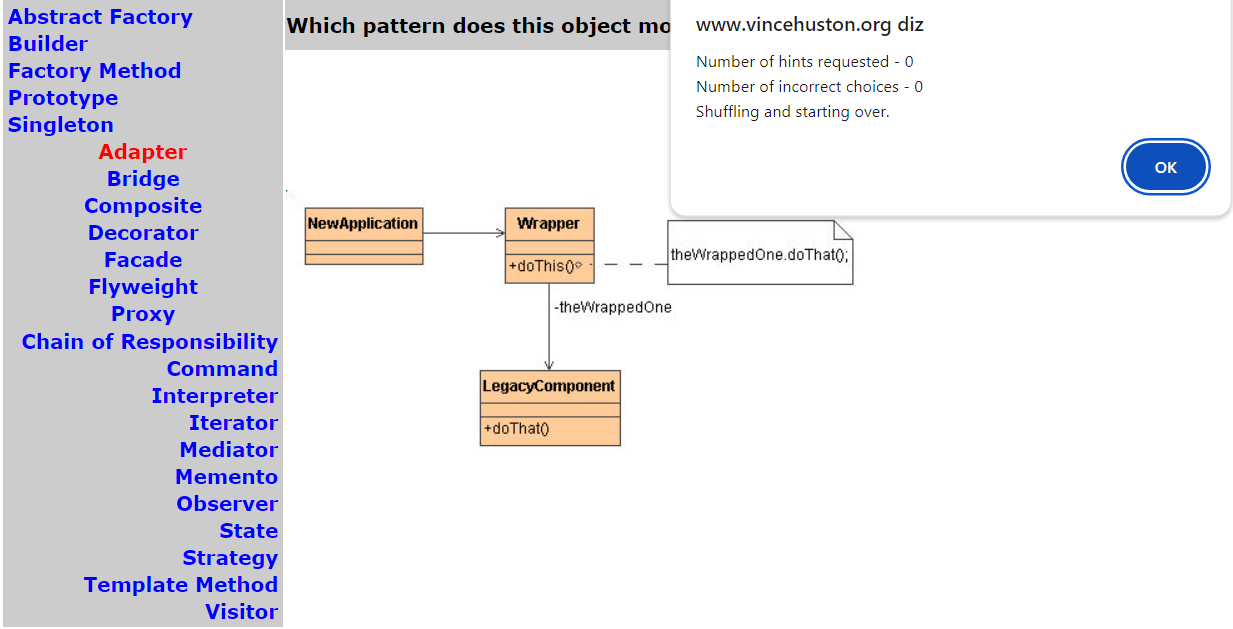 Abstract Factory
Builder
Factory Method
Prototype
Singleton
Adapter
Bridge
Composite
Decorator
Facade
Flyweight
Proxy
Chain of Responsibility
Command
Interpreter
Iterator
Mediator
Memento
Observer
State
Strategy
Template Method
Visitor
Which pattern does this object mo
www.vincehuston.org diz
Number of hints requested - 0
Number of incorrect choices - 0
Shuffling and starting over.
OK
NewApplication
Wrapper
+doThis()
theWrappedOne.doThat();
-theWrappedOne
LegacyComponent
+doThat()